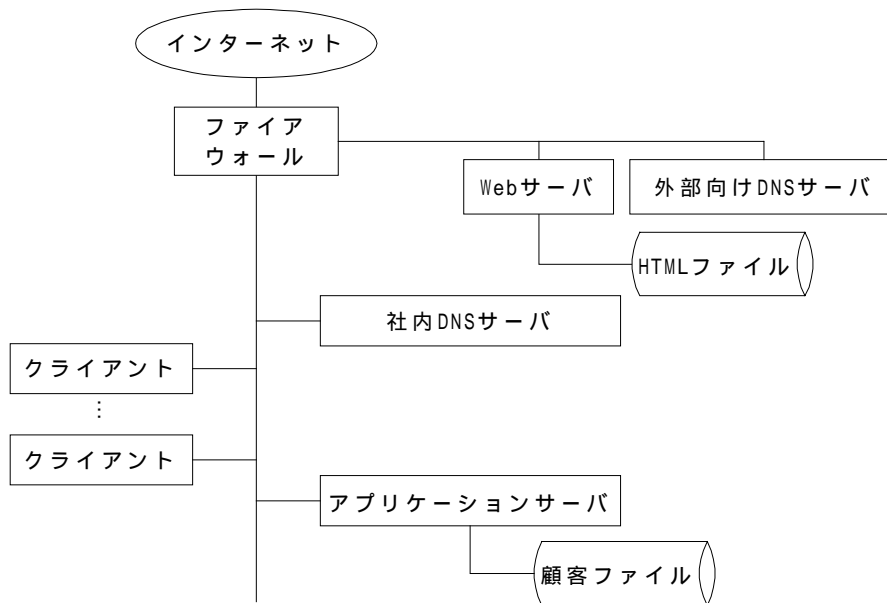 インターネット
ファイア
ウォール
Webサーバ
外部向けDNSサーバ
HTMLファイル
社内DNSサーバ
クライアント
…
クライアント
アプリケーションサーバ
顧客ファイル